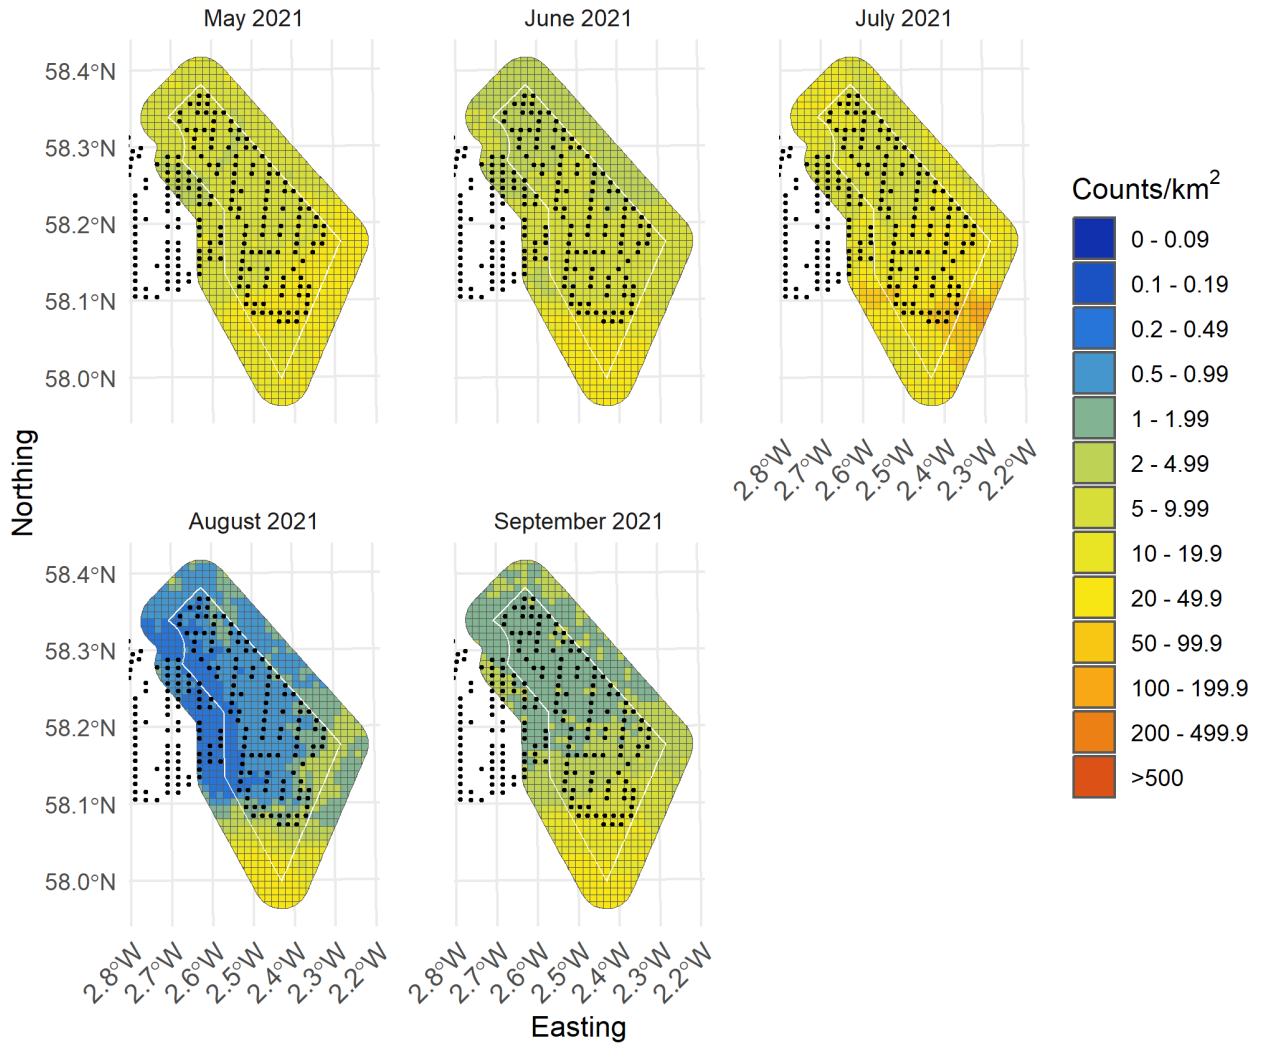 May 2021
June 2021
July 2021
58.4°N
58.3°N
58.2°N
58.1°N
58.0°N
2.8°W
2.7°W
2.6°W
2.5°W
2.4°W
2.3°W
2.2°W
Northing
August 2021
September 2021
58.4°N
58.3°N
58.2°N
58.1°N
58.0°N
2.8°W
2.7°W
2.6°W
2.5°W
2.4°W
2.3°W
2.2°W
2.8°W
2.7°W
2.6°W
2.5°W
2.4°W
2.3°W
2.2°W
Easting
Counts/km²
0 - 0.09
0.1 - 0.19
0.2 - 0.49
0.5 - 0.99
1 - 1.99
2 - 4.99
5 - 9.99
10 - 19.9
20 - 49.9
50 - 99.9
100 - 199.9
200 - 499.9
>500